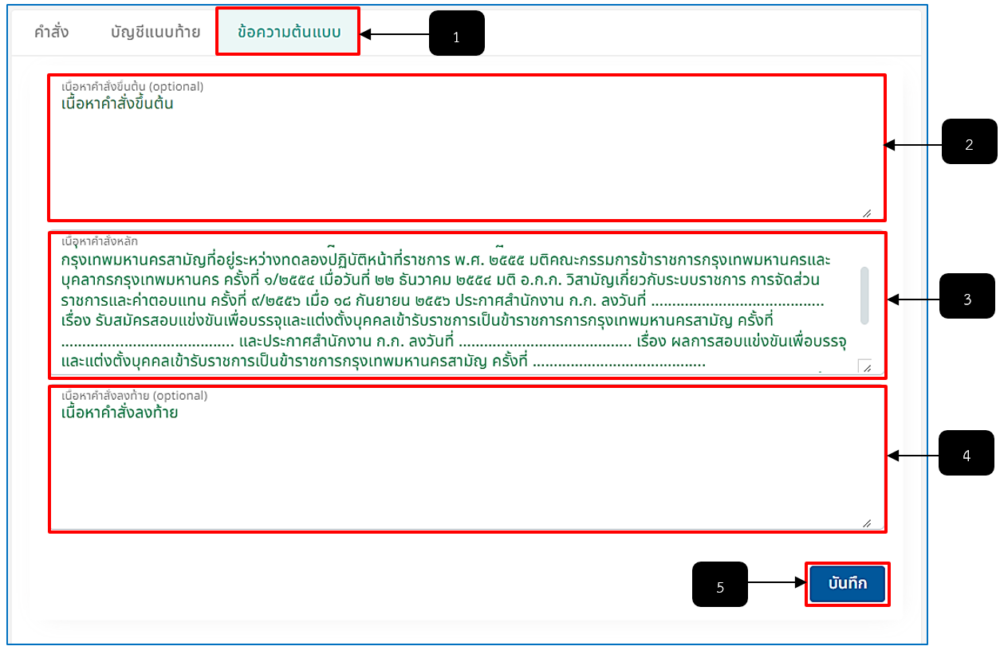 คำสั่ง บัญชีแนบท้าย ข้อความต้นแบบ 1
เนื้อหาคำสั่งขึ้นต้น (optional)
เนื้อหาคำสั่งขึ้นต้น
2
เนื้อหาคำสั่งหลัก
กรุงเทพมหานครสามัญที่อยู่ระหว่างทดลองปฏิบัติหน้าที่ราชการ พ.ศ. ๒๕๕๕ มติคณะกรรมการข้าราชการกรุงเทพมหานครและ
บุคลากรกรุงเทพมหานคร ครั้งที่ ๑/๒๕๕๔ เมื่อวันที่ ๒๒ ธันวาคม ๒๕๕๔ มติ อ.ก.ก. วิสามัญเกี่ยวกับระบบราชการ การจัดส่วน
ราชการและค่าตอบแทน ครั้งที่ ๙/๒๕๕๖ เมื่อ ๑๘ กันยายน ๒๕๕๖ ประกาศสำนักงาน ก.ก. ลงวันที่ .........................................
3
เรื่อง รับสมัครสอบแข่งขันเพื่อบรรจุและแต่งตั้งบุคคลเข้ารับราชการเป็นข้าราชการการกรุงเทพมหานครสามัญ ครั้งที่
......................................... และประกาศสำนักงาน ก.ก. ลงวันที่ ......................................... เรื่อง ผลการสอบแข่งขันเพื่อบรรจุ
และแต่งตั้งบุคคลเข้ารับราชการเป็นข้าราชการกรุงเทพมหานครสามัญ ครั้งที่ .........................................
เนื้อหาคำสั่งลงท้าย (optional)
เนื้อหาคำสั่งลงท้าย
4
5 บันทึก